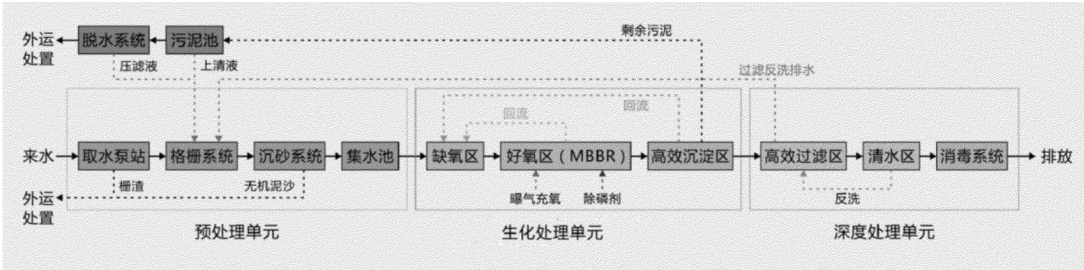 剩余污泥
外运
处置
脱水系统
污泥池
压滤液
上清液
过滤反洗排水
回流
回流
来水
取水泵站
格栅系统
沉砂系统
集水池
缺氧区
好氧区（MBBR）
高效沉淀区
高效过滤区
清水区
消毒系统
排放
栅渣
无机泥沙
外运
处置
曝气充氧
除磷剂
反洗
预处理单元
生化处理单元
深度处理单元